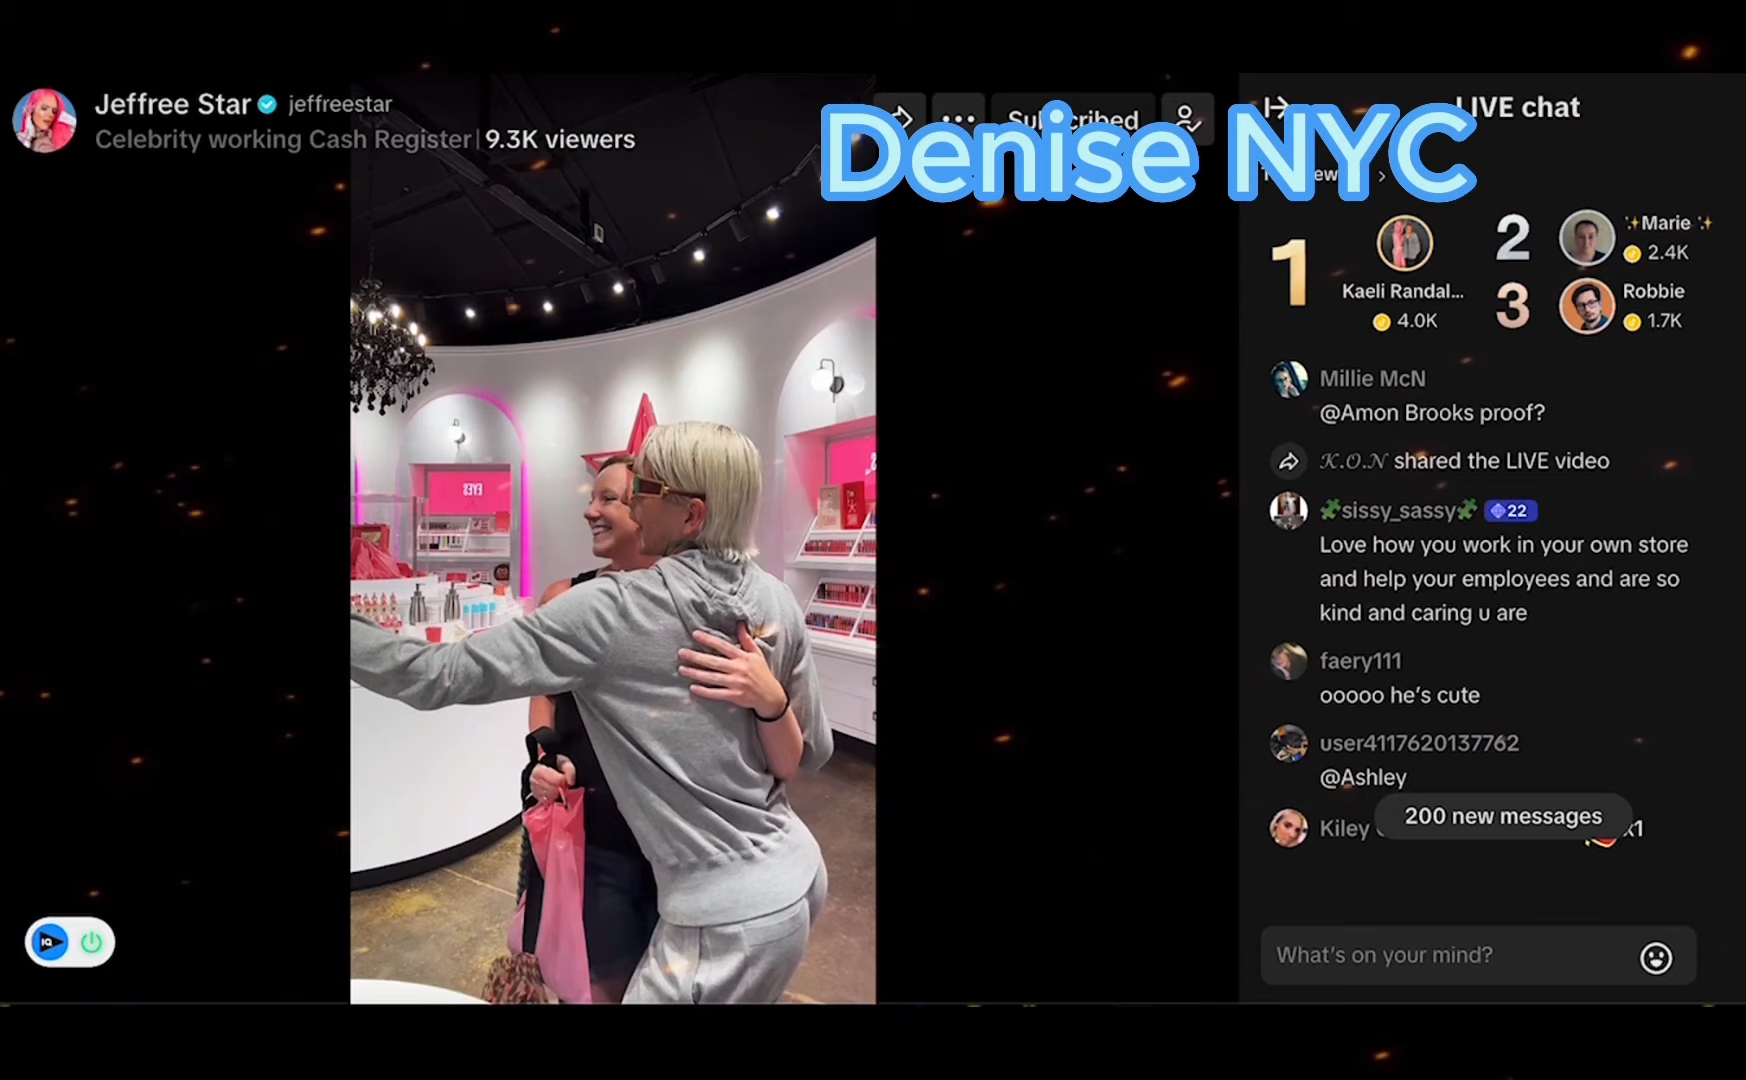 Jeffree Star jeffreestar
Celebrity working Cash Register | 9.3K viewers
Subscribed
Denise NYC
LIVE chat
1
Kaeli Randal...
4.0K
2
✨Marie ✨
2.4K
3
Robbie
1.7K
Millie McN
@Amon Brooks proof?
𝒦.𝒪.𝒩 shared the LIVE video
sissy_sassy 22
Love how you work in your own store
and help your employees and are so
kind and caring u are
faery111
ooooo he's cute
user4117620137762
@Ashley
Kiley
x1
200 new messages
What's on your mind?
EYES
IQ